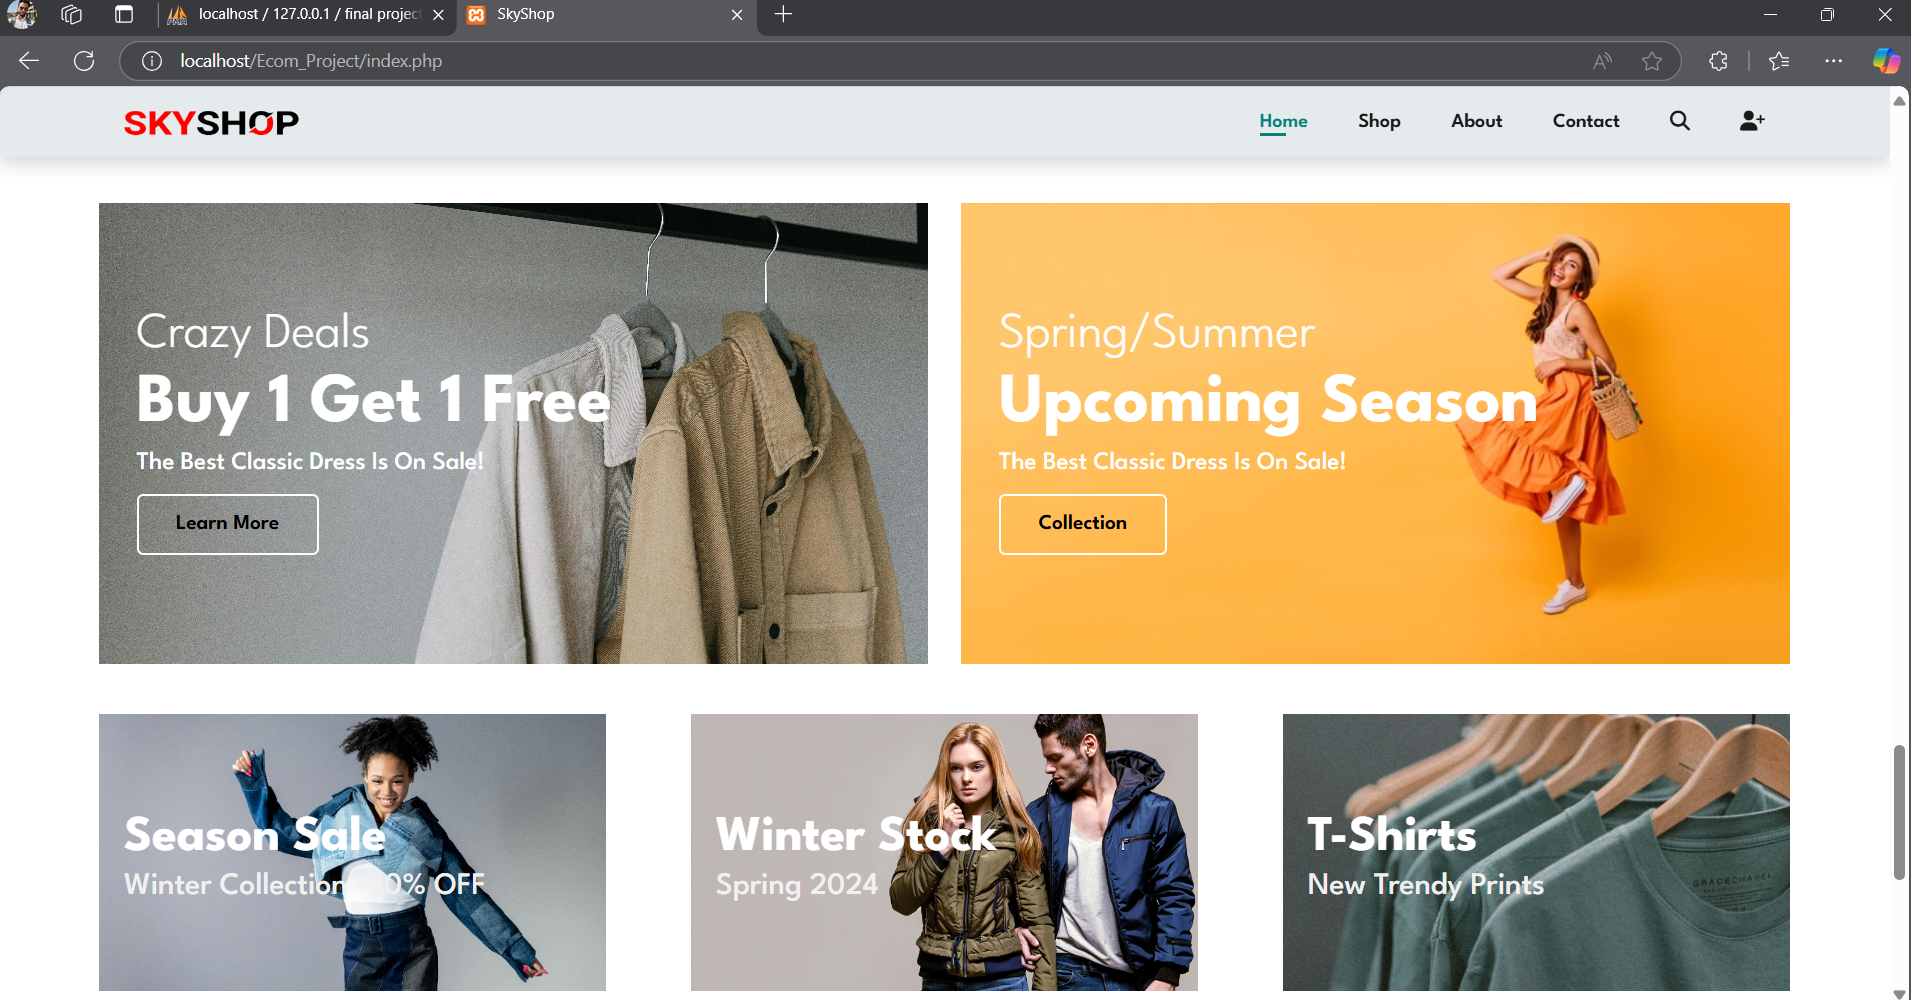 localhost / 127.0.0.1 / final projec
SkyShop
localhost/Ecom_Project/index.php
SKYSHOP
Home
Shop
About
Contact
Crazy Deals
Buy 1 Get 1 Free
The Best Classic Dress Is On Sale!
Learn More
Spring/Summer
Upcoming Season
The Best Classic Dress Is On Sale!
Collection
Season Sale
Winter Collection 0% OFF
Winter Stock
Spring 2024
T-Shirts
New Trendy Prints
GRACECHAPEL